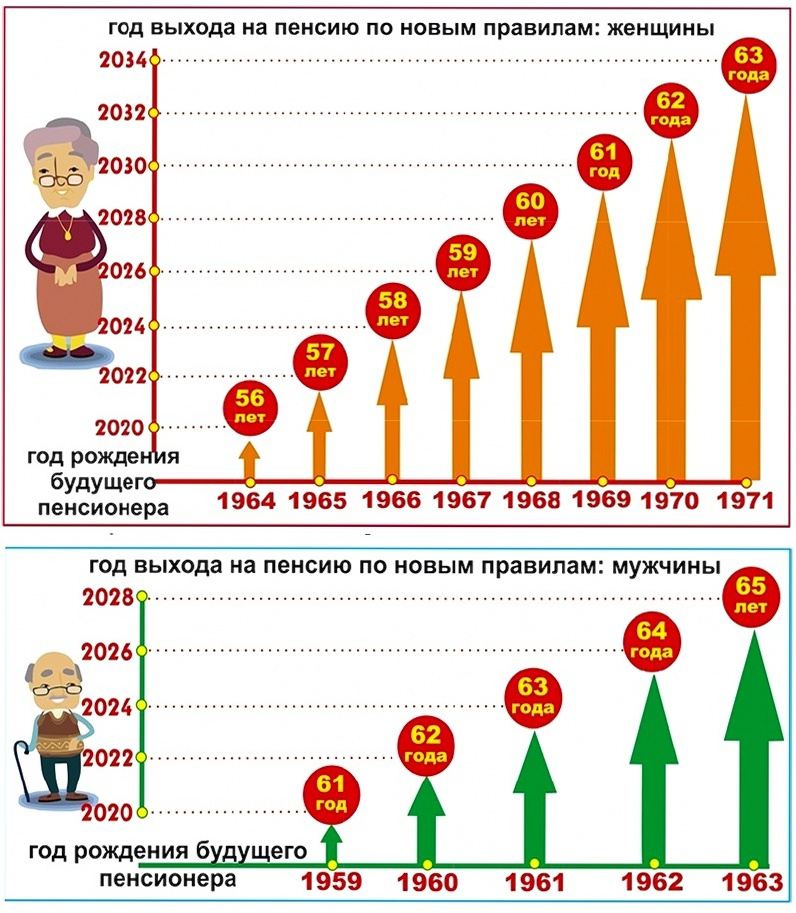 год выхода на пенсию по новым правилам: женщины
2034
63
года
2032
62
года
2030
61
год
2028
60
лет
2026
59
лет
2024
58
лет
2022
57
лет
2020
56
лет
год рождения
будущего
пенсионера
1964 1965 1966 1967 1968 1969 1970 1971
год выхода на пенсию по новым правилам: мужчины
2028
65
лет
2026
64
года
2024
63
года
2022
62
года
2020
61
год
год рождения будущего
пенсионера
1959 1960 1961 1962 1963